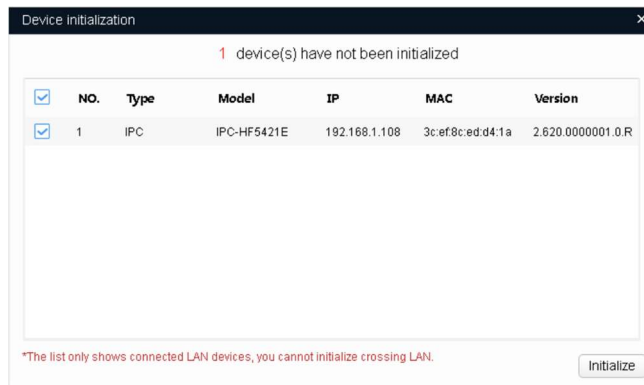 Device initialization ×
1 device(s) have not been initialized
NO. Type Model IP MAC Version
1 IPC IPC-HF5421E 192.168.1.108 3c:ef:8c:ed:d4:1a 2.620.0000001.0.R
*The list only shows connected LAN devices, you cannot initialize crossing LAN.
Initialize